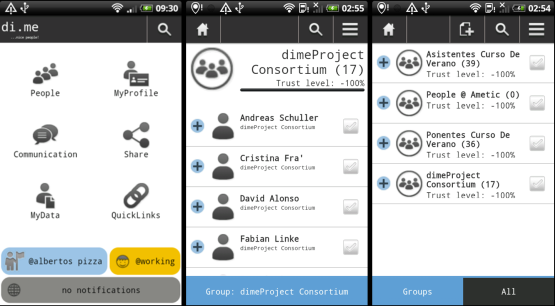 09:30
di.me
...nove people!
People
MyProfile
Communication
Share
MyData
QuickLinks
@albertos pizza
@working
no notifications
02:55
dimeProject
Consortium (17)
Trust level: -100%
Andreas Schuller
dimeProject Consortium
Cristina Fra'
dimeProject Consortium
David Alonso
dimeProject Consortium
Fabian Linke
dimeProject Consortium
Group: dimeProject Consortium
02:54
Asistentes Curso De
Verano (39)
Trust level: -100%
People @ Ametic (0)
Trust level: -100%
Ponentes Curso De
Verano (36)
Trust level: -100%
dimeProject
Consortium (17)
Trust level: -100%
Groups
All